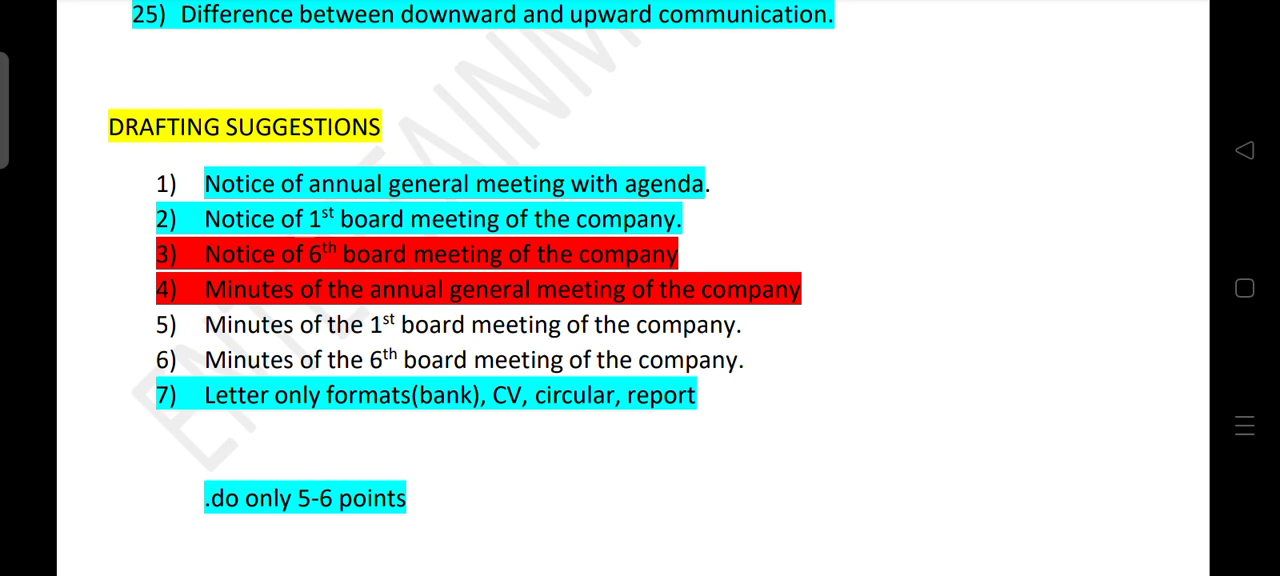 25) Difference between downward and upward communication.
DRAFTING SUGGESTIONS
1) Notice of annual general meeting with agenda.
2) Notice of 1st board meeting of the company.
3) Notice of 6th board meeting of the company
4) Minutes of the annual general meeting of the company
5) Minutes of the 1st board meeting of the company.
6) Minutes of the 6th board meeting of the company.
7) Letter only formats(bank), CV, circular, report
.do only 5-6 points